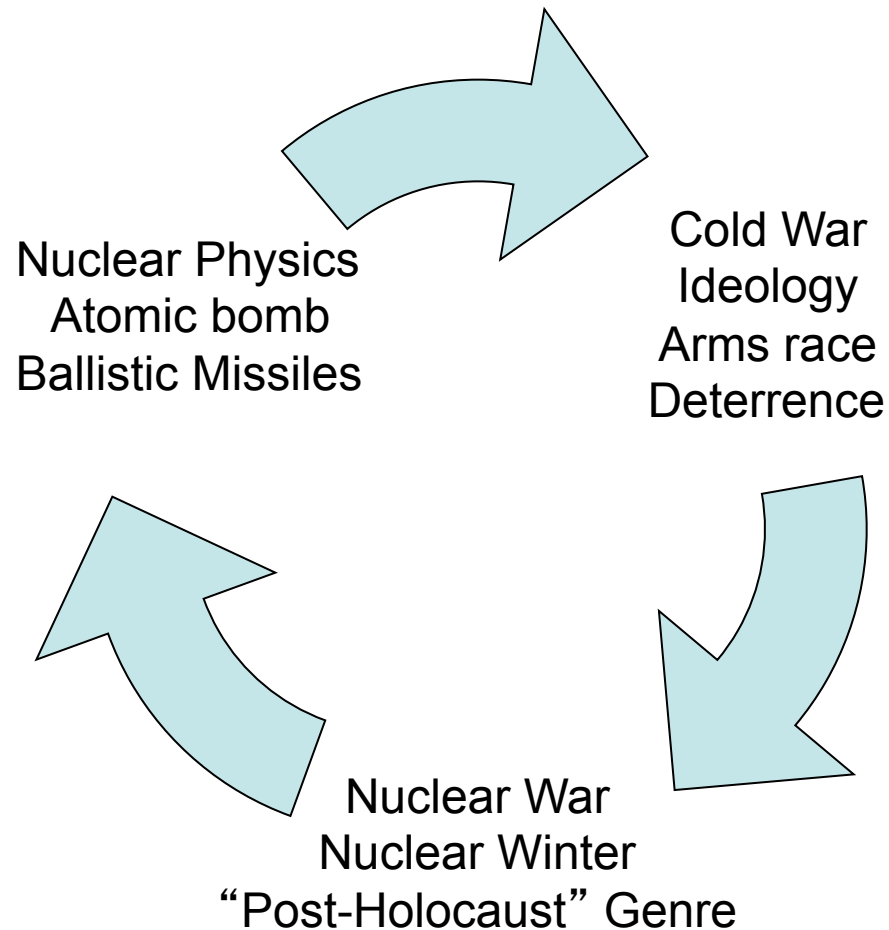 Nuclear Physics
Atomic bomb
Ballistic Missiles
Cold War
Ideology
Arms race
Deterrence
Nuclear War
Nuclear Winter
“Post-Holocaust” Genre